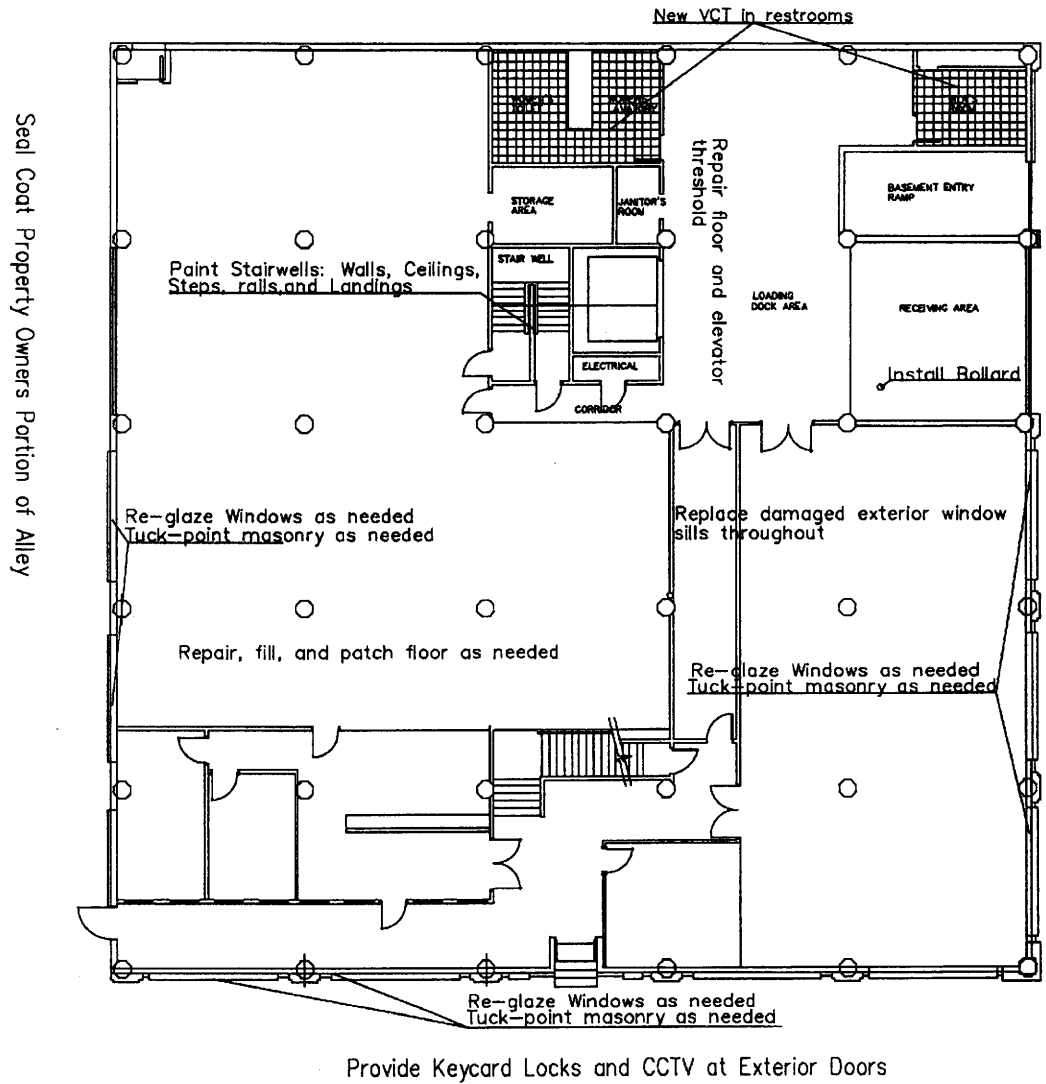 New VCT in restrooms
Seal Coat Property Owners Portion of Alley
Repair floor and elevator
threshold
BASEMENT ENTRY
RAMP
STORAGE
AREA
JANITOR'S
ROOM
STAIR WELL
Paint Stairwells: Walls, Ceilings,
Steps, rails,and Landings
LOADING
DOCK AREA
RECEIVING AREA
ELECTRICAL
Install Bollard
CORRIDER
Re-glaze Windows as needed
Tuck-point masonry as needed
Replace damaged exterior window
sills throughout
Repair, fill, and patch floor as needed
Re-glaze Windows as needed
Tuck-point masonry as needed
Re-glaze Windows as needed
Tuck-point masonry as needed
Provide Keycard Locks and CCTV at Exterior Doors